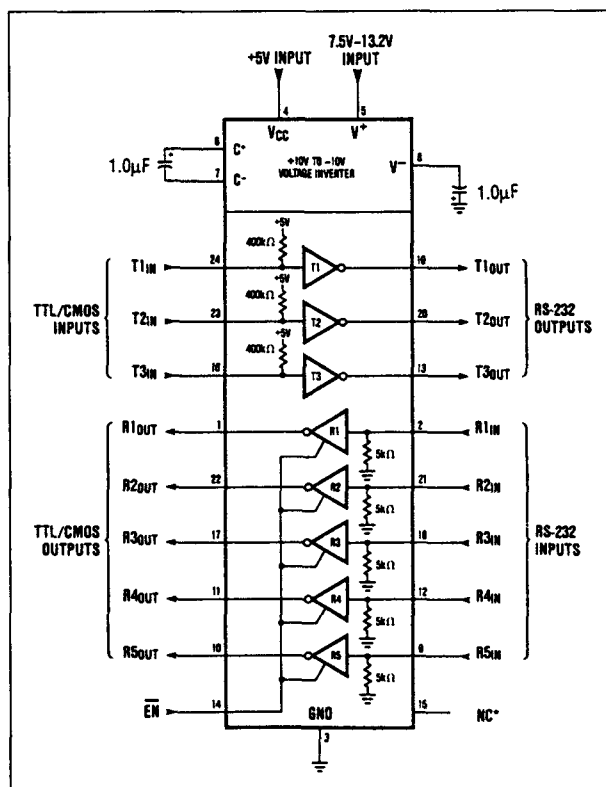 7.5V–13.2V
+5V INPUT INPUT
4 5
VCC V+
6 C+
1.0µF
+10V TO –10V
VOLTAGE INVERTER
V– 8
7 C–
1.0µF
+5V
400kΩ
T1IN 24 T1 19 T1OUT
+5V
400kΩ
TTL/CMOS
INPUTS
T2IN 23 T2 20 T2OUT
RS-232
OUTPUTS
+5V
400kΩ
T3IN 16 T3 13 T3OUT
R1OUT 1 R1 2 R1IN
5kΩ
R2OUT 22 R2 21 R2IN
5kΩ
TTL/CMOS
OUTPUTS
R3OUT 17 R3 18 R3IN
5kΩ
RS-232
INPUTS
R4OUT 11 R4 12 R4IN
5kΩ
R5OUT 10 R5 9 R5IN
5kΩ
EN 14 GND 15 NC*
3